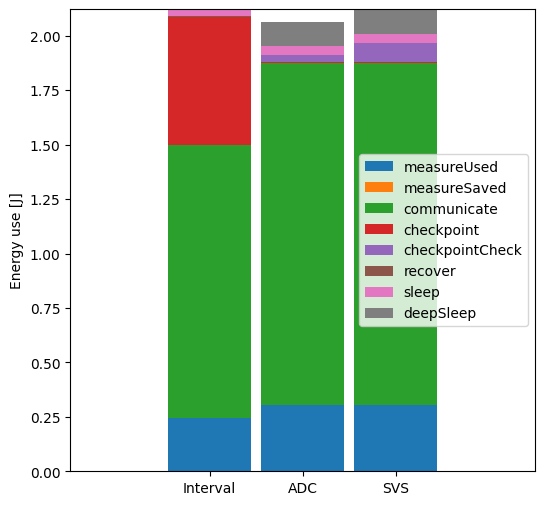 2.00
1.75
1.50
1.25
1.00
0.75
0.50
0.25
0.00
Energy use [J]
measureUsed
measureSaved
communicate
checkpoint
checkpointCheck
recover
sleep
deepSleep
Interval
ADC
SVS